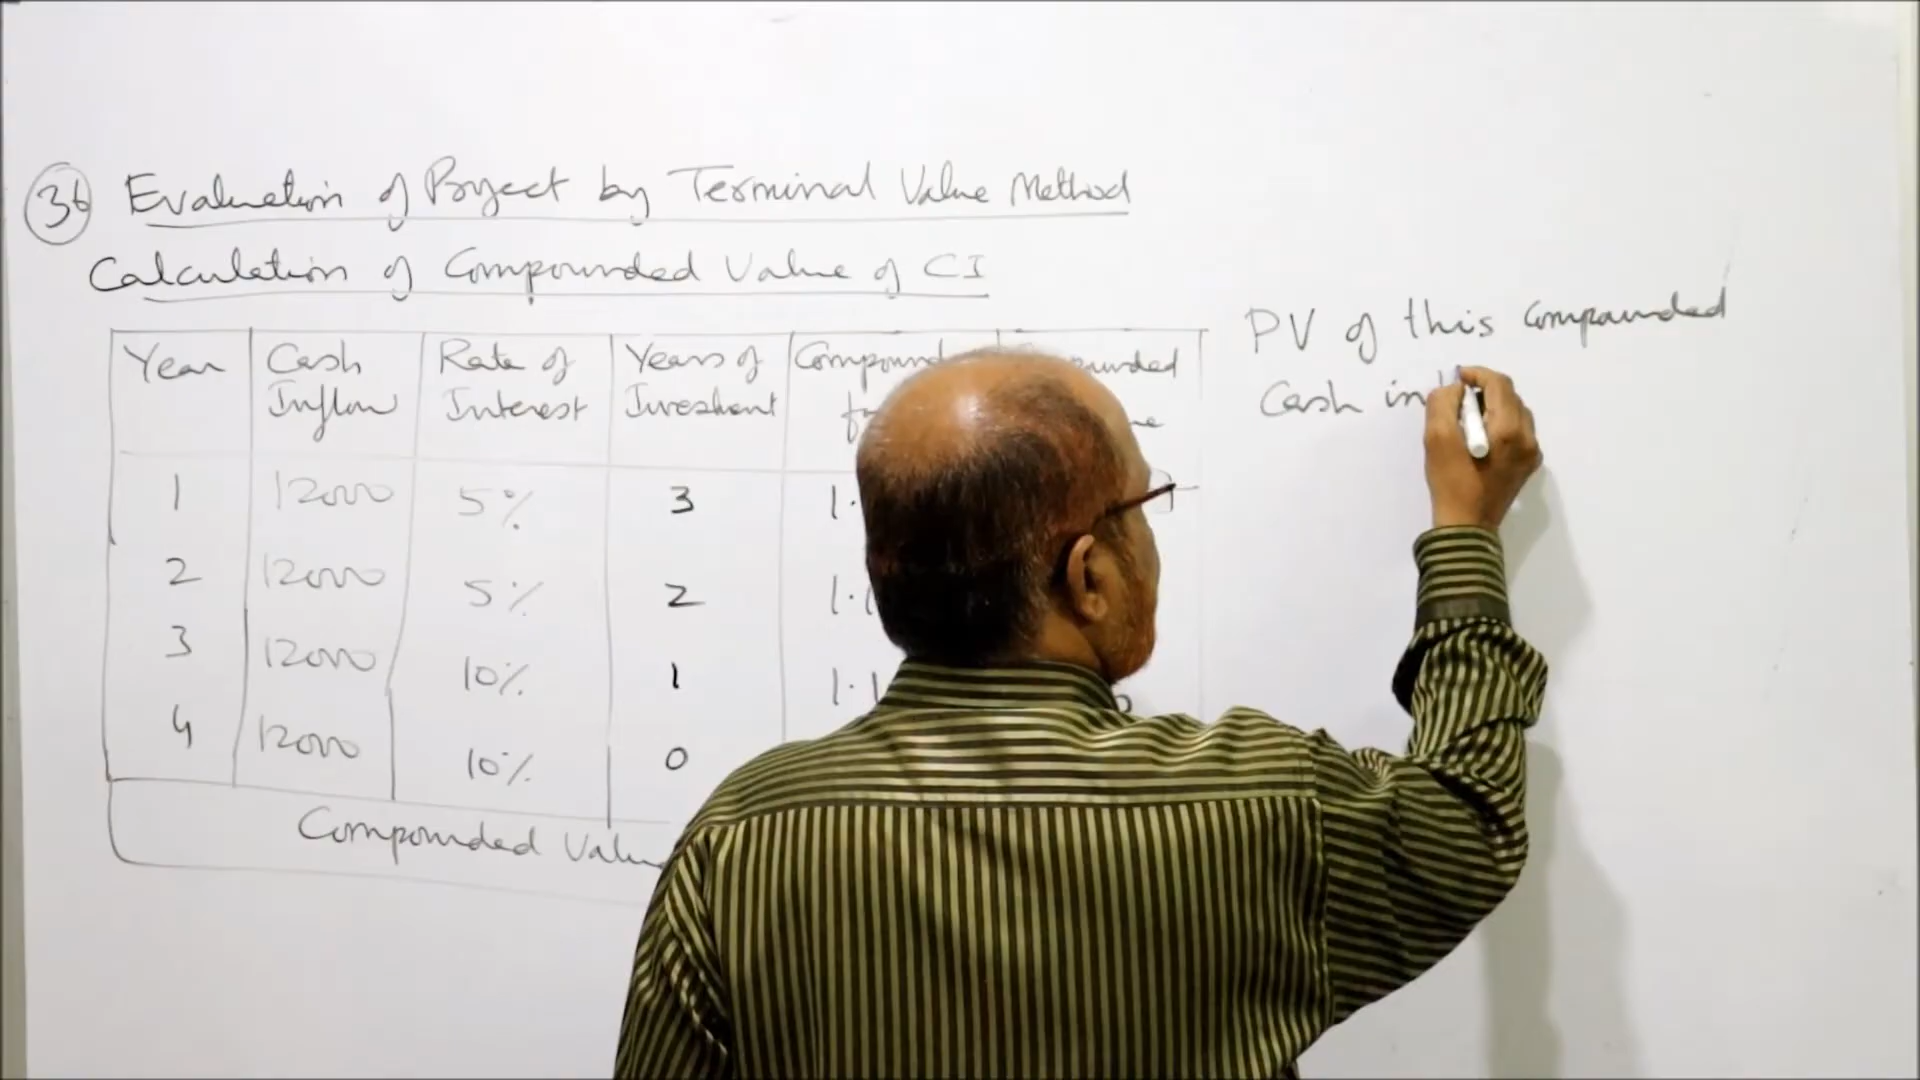 36 Evaluation of Project by Terminal Value Method
Calculation of Compounded Value of CI
Year Cash Inflow Rate of Interest Years of Investment
1 12000 5% 3
2 12000 5% 2
3 12000 10% 1
4 12000 10% 0
Compounded
PV of this Compounded
Cash